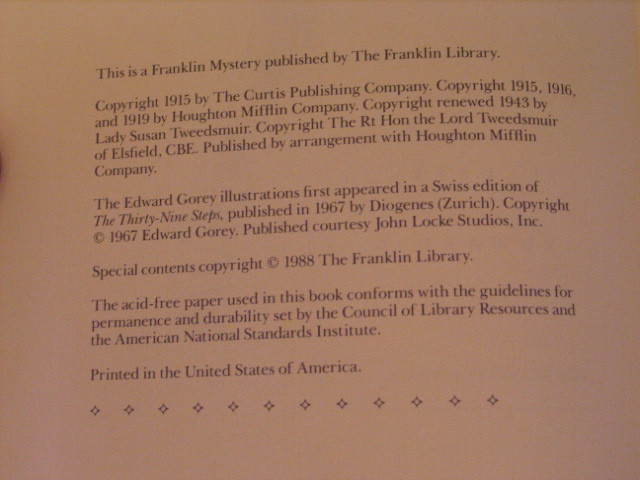 This is a Franklin Mystery published by The Franklin Library.
Copyright 1915 by The Curtis Publishing Company. Copyright 1915, 1916,
and 1919 by Houghton Mifflin Company. Copyright renewed 1943 by
Lady Susan Tweedsmuir. Copyright The Rt Hon the Lord Tweedsmuir
of Elsfield, CBE. Published by arrangement with Houghton Mifflin
Company.
The Edward Gorey illustrations first appeared in a Swiss edition of
The Thirty-Nine Steps, published in 1967 by Diogenes (Zurich). Copyright
© 1967 Edward Gorey. Published courtesy John Locke Studios, Inc.
Special contents copyright © 1988 The Franklin Library.
The acid-free paper used in this book conforms with the guidelines for
permanence and durability set by the Council of Library Resources and
the American National Standards Institute.
Printed in the United States of America.